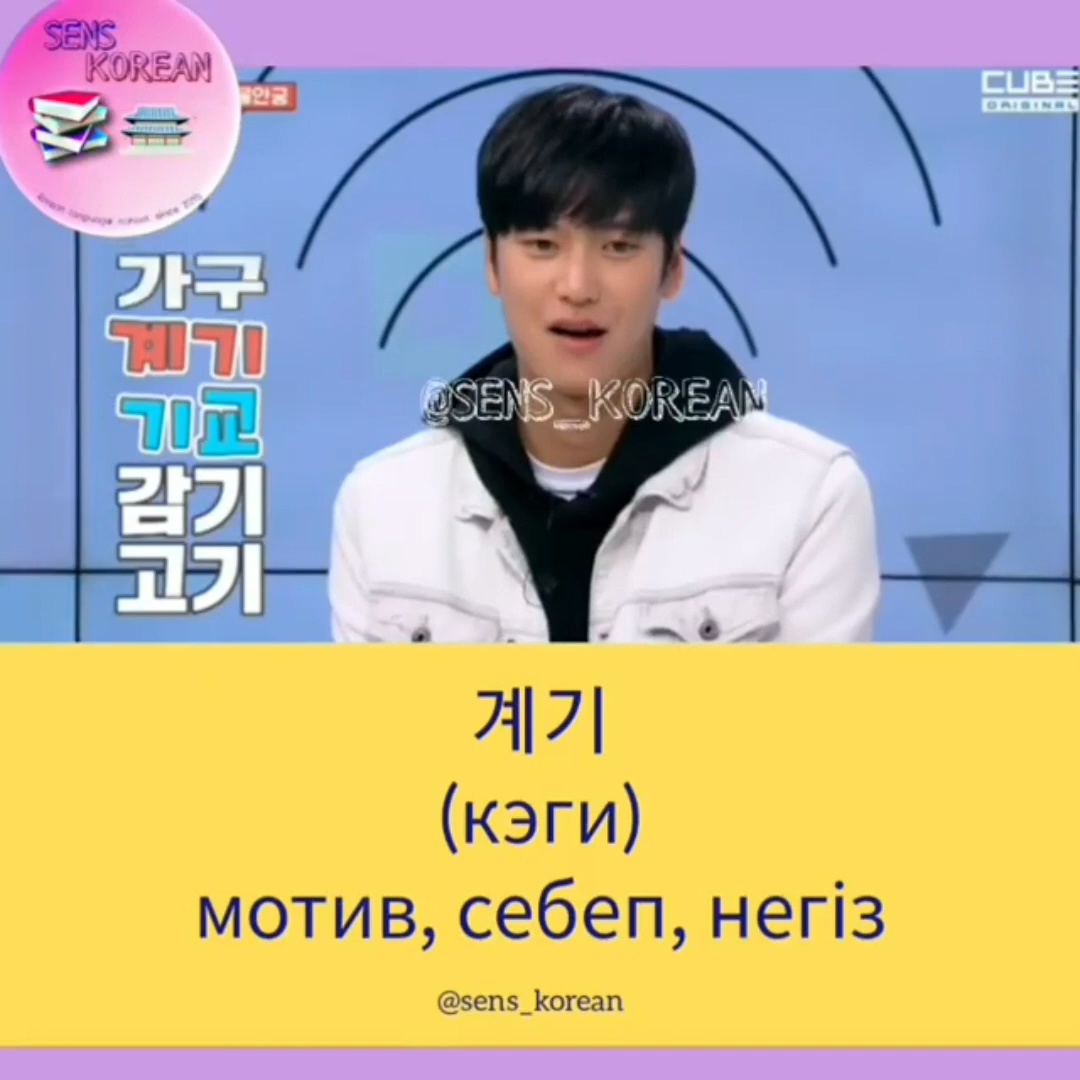 SENS
KOREAN
CUBE
ORIGINAL
가구
계기
기교
감기
고기
@SENS_KOREAN
계기
(кэги)
мотив, себеп, негіз
@sens_korean